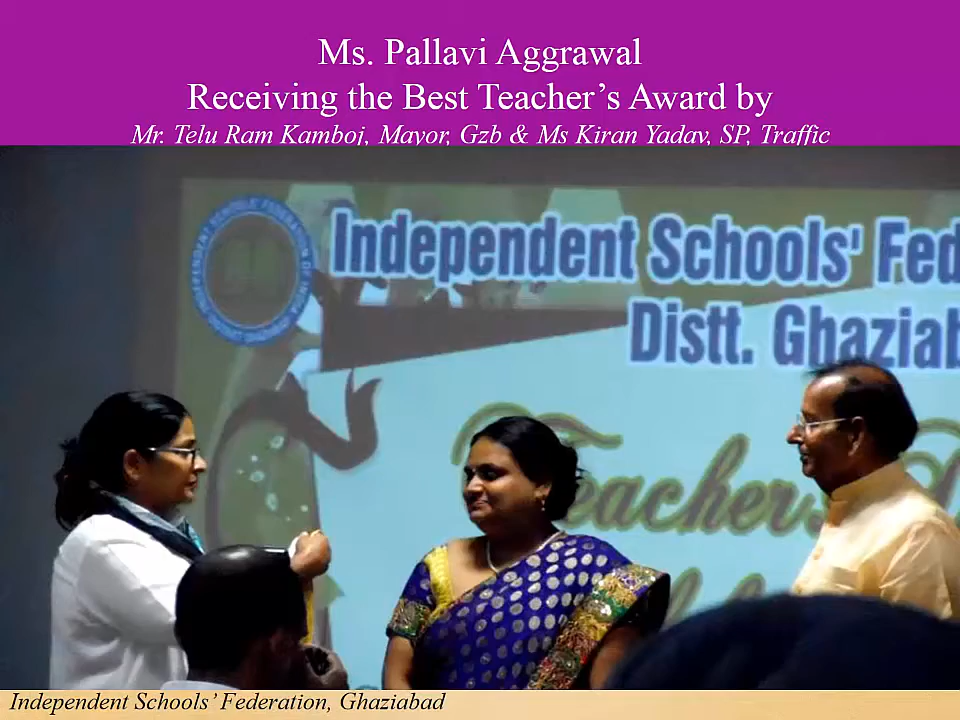 Ms. Pallavi Aggrawal
Receiving the Best Teacher's Award by
Mr. Telu Ram Kamboj, Mayor, Gzb & Ms Kiran Yadav, SP, Traffic
Independent Schools' Fed
Distt. Ghaziab
Teacher's D
Independent Schools' Federation, Ghaziabad